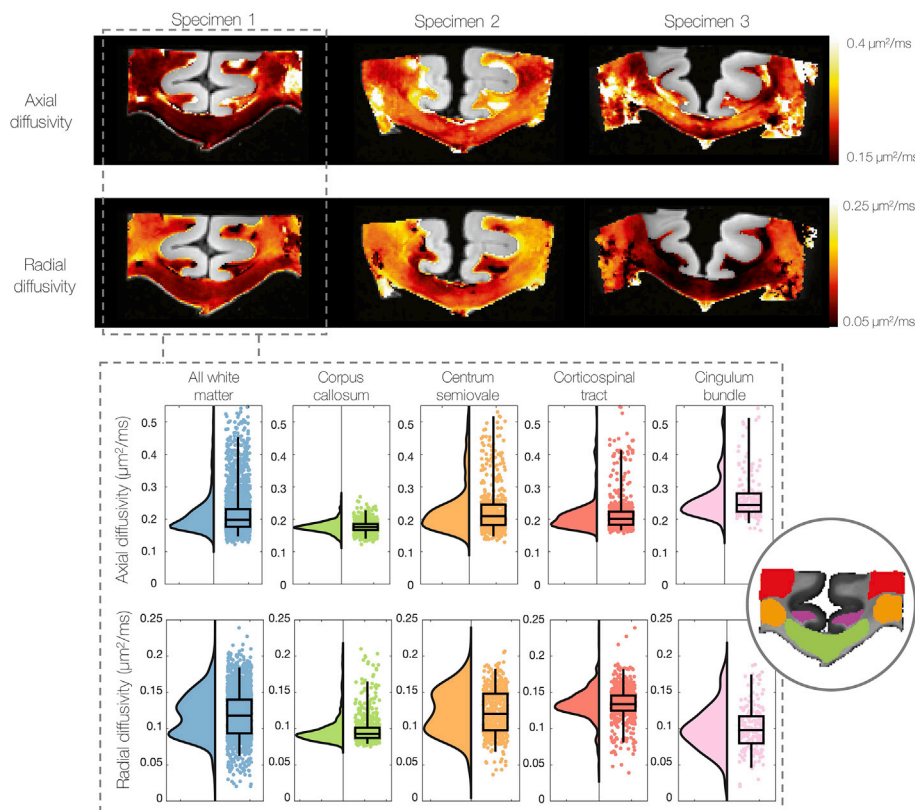 Specimen 1
Specimen 2
Specimen 3
Axial
diffusivity
0.4 µm²/ms
0.15 µm²/ms
Radial
diffusivity
0.25 µm²/ms
0.05 µm²/ms
All white
matter
Corpus
callosum
Centrum
semiovale
Corticospinal
tract
Cingulum
bundle
Axial diffusivity (µm²/ms)
0.5 0.5 0.5 0.5 0.5
0.4 0.4 0.4 0.4 0.4
0.3 0.3 0.3 0.3 0.3
0.2 0.2 0.2 0.2 0.2
0.1 0.1 0.1 0.1 0.1
0 0 0 0 0
Radial diffusivity (µm²/ms)
0.25 0.25 0.25 0.25 0.25
0.2 0.2 0.2 0.2 0.2
0.15 0.15 0.15 0.15 0.15
0.1 0.1 0.1 0.1 0.1
0.05 0.05 0.05 0.05 0.05
0 0 0 0 0